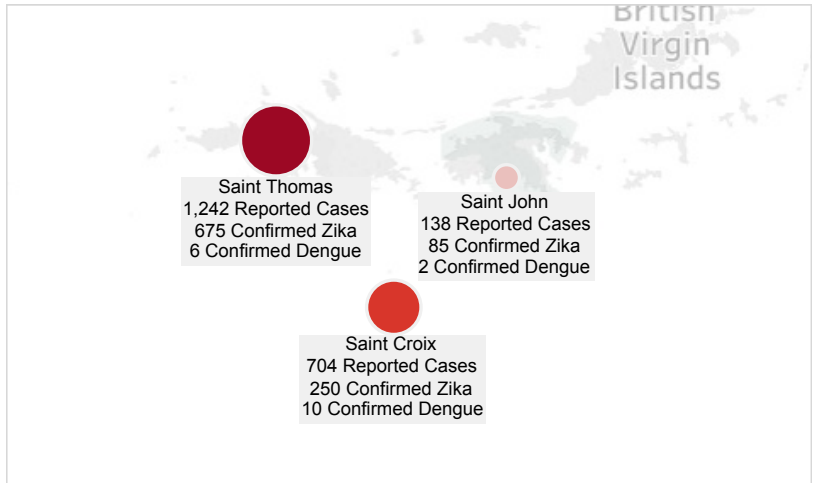 British
Virgin
Islands
Saint Thomas
1,242 Reported Cases
675 Confirmed Zika
6 Confirmed Dengue
Saint John
138 Reported Cases
85 Confirmed Zika
2 Confirmed Dengue
Saint Croix
704 Reported Cases
250 Confirmed Zika
10 Confirmed Dengue